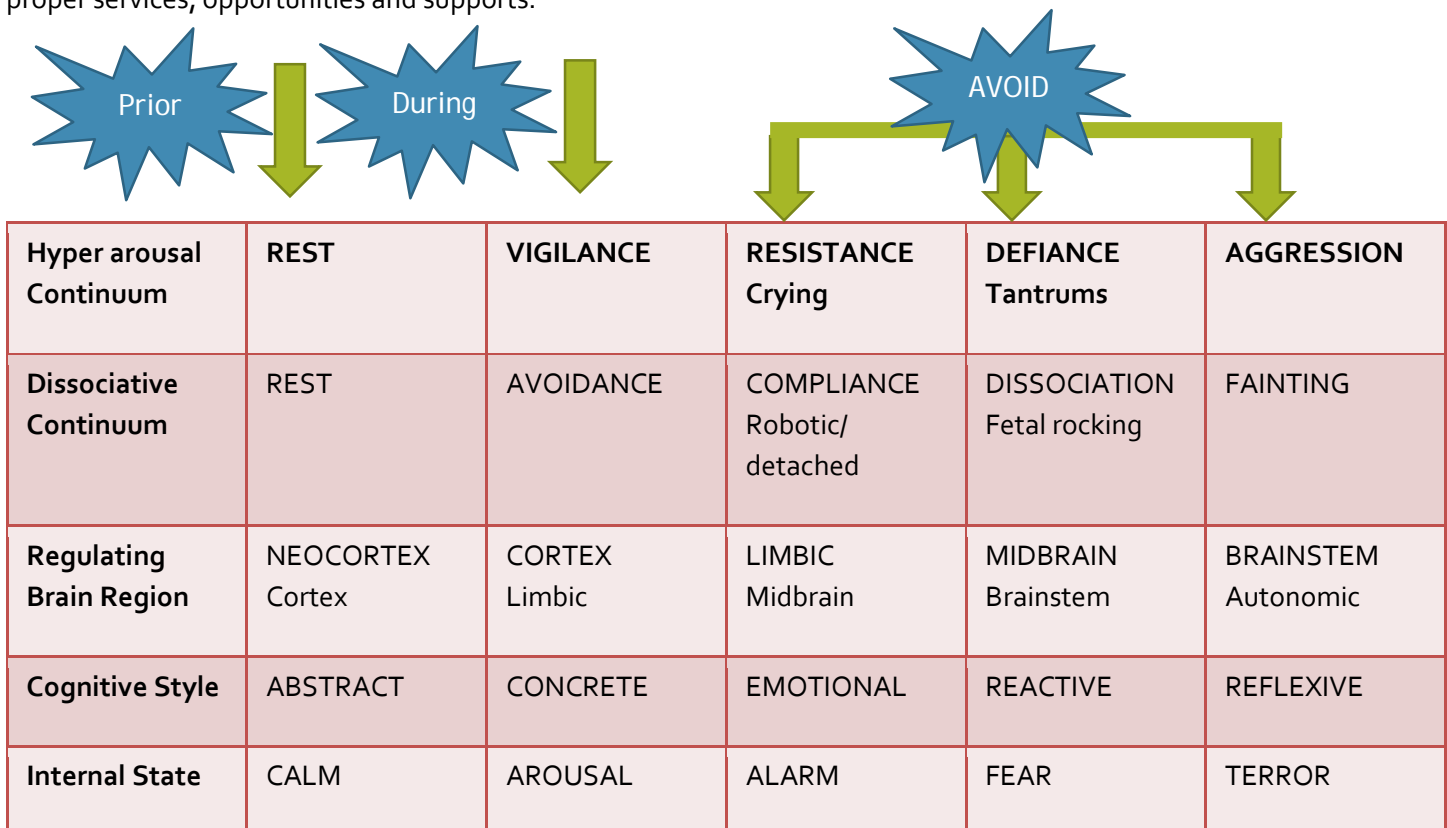 proper services, opportunities and supports.
Prior
During
AVOID
Hyper arousal
Continuum
REST
VIGILANCE
RESISTANCE
Crying
DEFIANCE
Tantrums
AGGRESSION
Dissociative
Continuum
REST
AVOIDANCE
COMPLIANCE
Robotic/
detached
DISSOCIATION
Fetal rocking
FAINTING
Regulating
Brain Region
NEOCORTEX
Cortex
CORTEX
Limbic
LIMBIC
Midbrain
MIDBRAIN
Brainstem
BRAINSTEM
Autonomic
Cognitive Style
ABSTRACT
CONCRETE
EMOTIONAL
REACTIVE
REFLEXIVE
Internal State
CALM
AROUSAL
ALARM
FEAR
TERROR